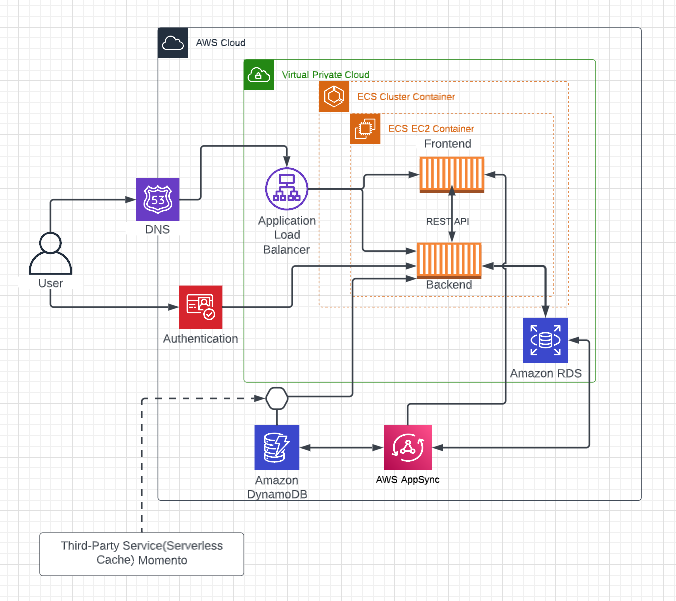 AWS Cloud
Virtual Private Cloud
ECS Cluster Container
ECS EC2 Container
Frontend
53
DNS
Application
Load
Balancer
REST API
User
Backend
Authentication
Amazon RDS
Amazon
DynamoDB
AWS AppSync
Third-Party Service(Serverless
Cache) Momento